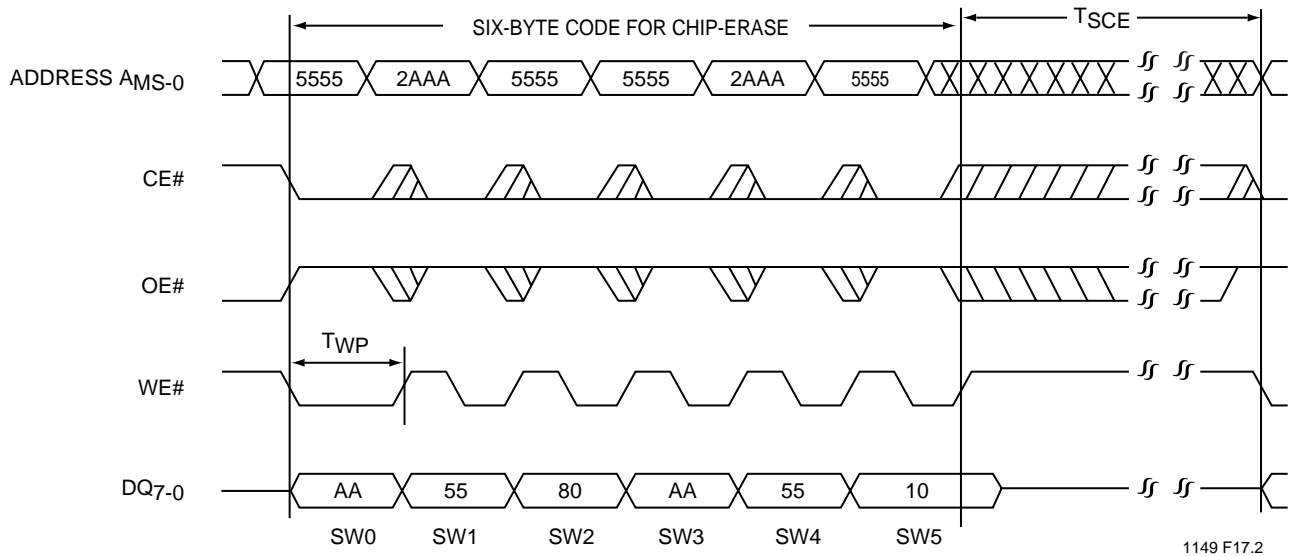 SIX-BYTE CODE FOR CHIP-ERASE
TSCE
ADDRESS AMS-0
5555 2AAA 5555 5555 2AAA 5555
CE#
OE#
TWP
WE#
DQ7-0
AA 55 80 AA 55 10
SW0 SW1 SW2 SW3 SW4 SW5
1149 F17.2